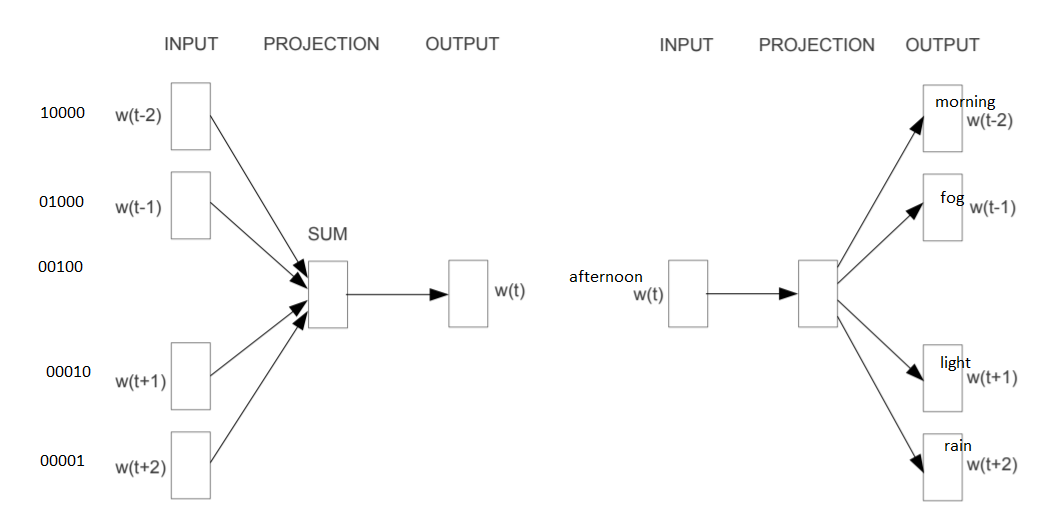 INPUT PROJECTION OUTPUT
10000 w(t-2)
01000 w(t-1)
SUM
00100
w(t)
00010 w(t+1)
00001 w(t+2)
INPUT PROJECTION OUTPUT
morning
w(t-2)
fog w(t-1)
afternoon
w(t)
light
w(t+1)
rain
w(t+2)